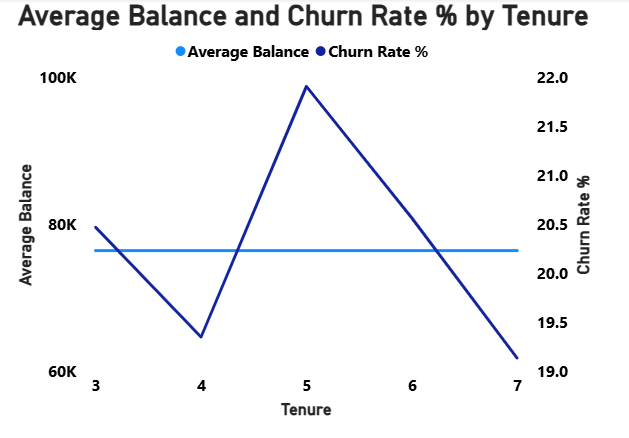 Average Balance and Churn Rate % by Tenure
Average Balance Churn Rate %
100K
80K
60K
Average Balance
22.0
21.5
21.0
20.5
20.0
19.5
19.0
Churn Rate %
3 4 5 6 7
Tenure